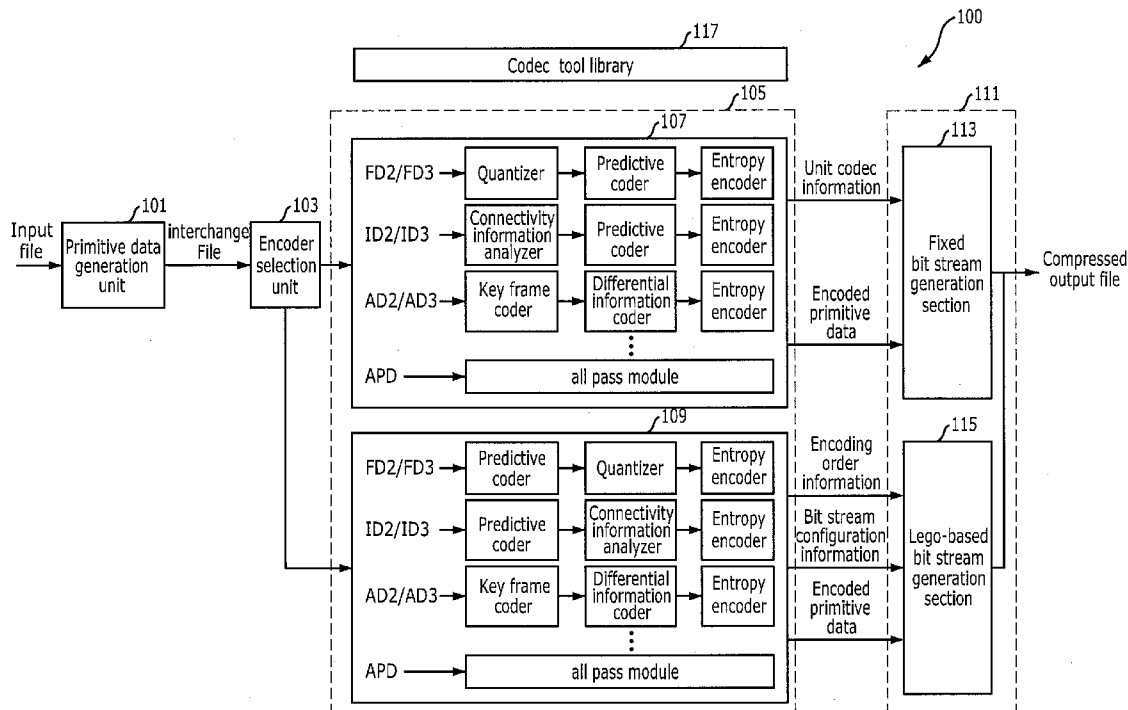 100
117
Codec tool library
105
111
107
113
FD2/FD3
Quantizer
Predictive
coder
Entropy
encoder
Unit codec
information
101
103
Input
file
Primitive data
generation
unit
interchange
File
Encoder
selection
unit
ID2/ID3
Connectivity
information
analyzer
Predictive
coder
Entropy
encoder
Fixed
bit stream
generation
section
Compressed
output file
AD2/AD3
Key frame
coder
Differential
information
coder
Entropy
encoder
Encoded
primitive
data
APD
all pass module
109
115
FD2/FD3
Predictive
coder
Quantizer
Entropy
encoder
Encoding
order
information
ID2/ID3
Predictive
coder
Connectivity
information
analyzer
Entropy
encoder
Bit stream
configuration
information
Lego-based
bit stream
generation
section
AD2/AD3
Key frame
coder
Differential
information
coder
Entropy
encoder
Encoded
primitive
data
APD
all pass module